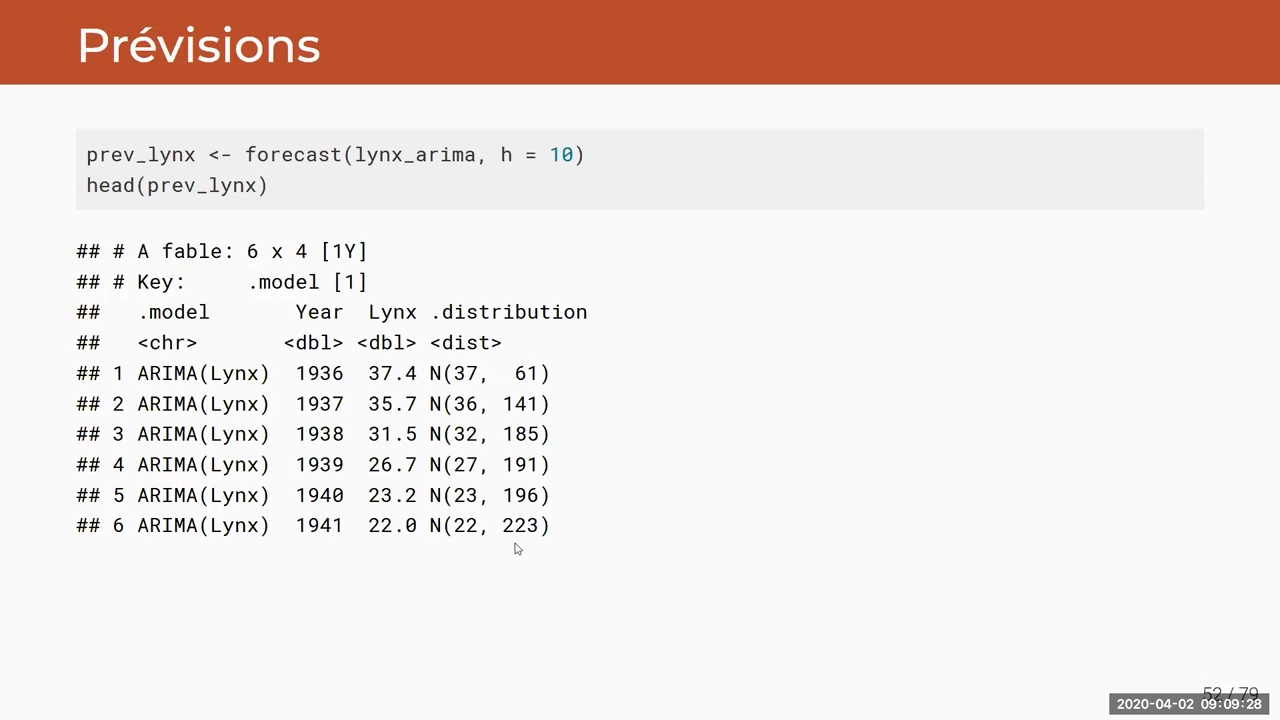 Prévisions
prev_lynx <- forecast(lynx_arima, h = 10)
head(prev_lynx)
## # A fable: 6 x 4 [1Y]
## # Key:     .model [1]
##   .model       Year  Lynx .distribution
##   <chr>       <dbl> <dbl> <dist>
## 1 ARIMA(Lynx)  1936  37.4 N(37,  61)
## 2 ARIMA(Lynx)  1937  35.7 N(36, 141)
## 3 ARIMA(Lynx)  1938  31.5 N(32, 185)
## 4 ARIMA(Lynx)  1939  26.7 N(27, 191)
## 5 ARIMA(Lynx)  1940  23.2 N(23, 196)
## 6 ARIMA(Lynx)  1941  22.0 N(22, 223)
52 / 79
2020-04-02 09:09:28